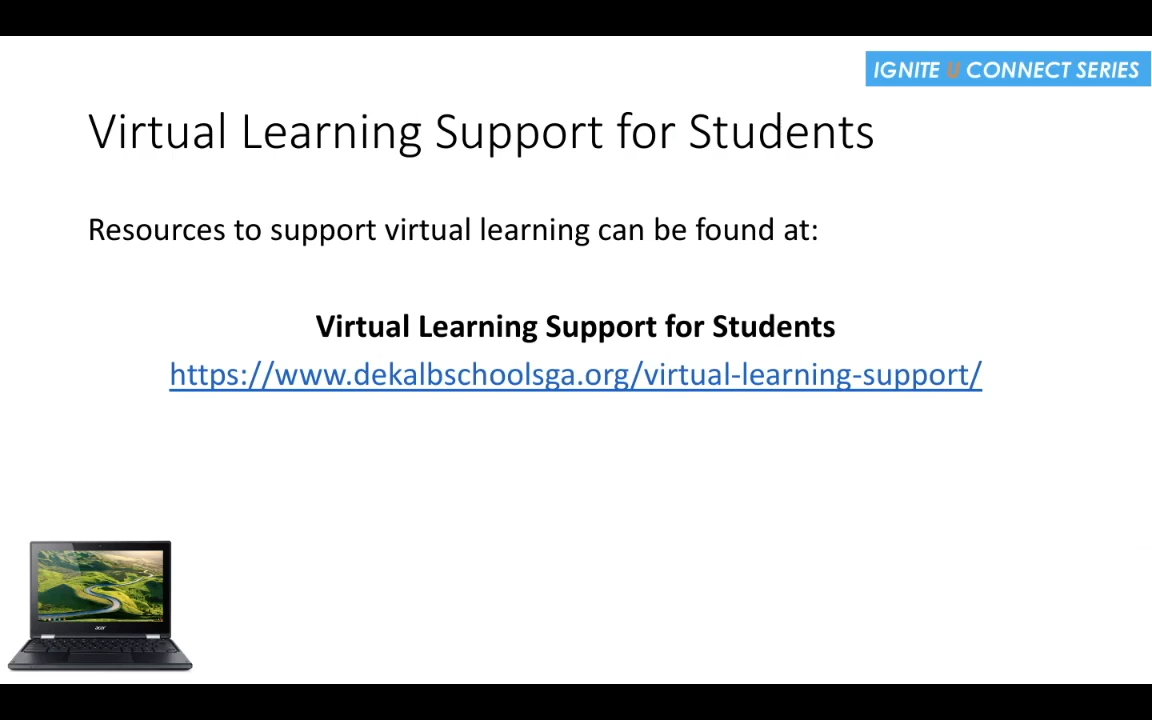 IGNITE U CONNECT SERIES
Virtual Learning Support for Students
Resources to support virtual learning can be found at:
Virtual Learning Support for Students
https://www.dekalbschoolsga.org/virtual-learning-support/
acer